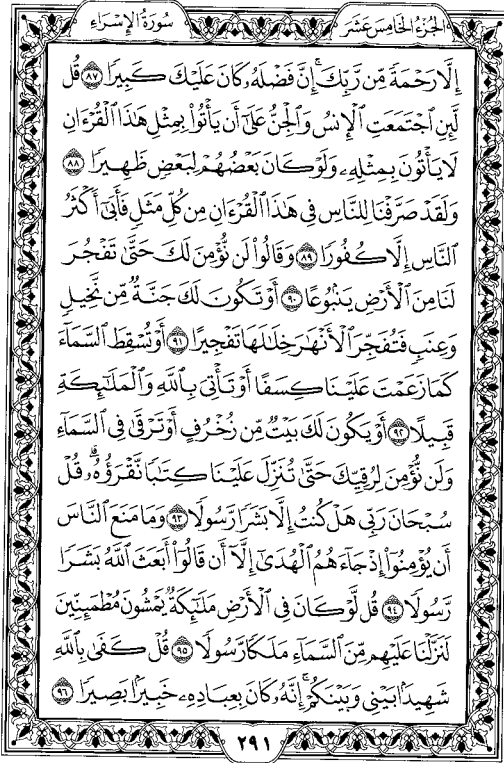 الجزء الخامس عشر
سورة الإسراء
إِلَّا رَحْمَةً مِّن رَّبِّكَ ۚ إِنَّ فَضْلَهُۥ كَانَ عَلَيْكَ كَبِيرًا ٨٧ قُل
لَّئِنِ ٱجْتَمَعَتِ ٱلْإِنسُ وَٱلْجِنُّ عَلَىٰٓ أَن يَأْتُوا۟ بِمِثْلِ هَٰذَا ٱلْقُرْءَانِ
لَا يَأْتُونَ بِمِثْلِهِۦ وَلَوْ كَانَ بَعْضُهُمْ لِبَعْضٍ ظَهِيرًا ٨٨
وَلَقَدْ صَرَّفْنَا لِلنَّاسِ فِى هَٰذَا ٱلْقُرْءَانِ مِن كُلِّ مَثَلٍ فَأَبَىٰٓ أَكْثَرُ
ٱلنَّاسِ إِلَّا كُفُورًا ٨٩ وَقَالُوا۟ لَن نُّؤْمِنَ لَكَ حَتَّىٰ تَفْجُرَ
لَنَا مِنَ ٱلْأَرْضِ يَنۢبُوعًا ٩٠ أَوْ تَكُونَ لَكَ جَنَّةٌ مِّن نَّخِيلٍ
وَعِنَبٍ فَتُفَجِّرَ ٱلْأَنْهَٰرَ خِلَٰلَهَا تَفْجِيرًا ٩١ أَوْ تُسْقِطَ ٱلسَّمَآءَ
كَمَا زَعَمْتَ عَلَيْنَا كِسَفًا أَوْ تَأْتِىَ بِٱللَّهِ وَٱلْمَلَٰٓئِكَةِ
قَبِيلًا ٩٢ أَوْ يَكُونَ لَكَ بَيْتٌ مِّن زُخْرُفٍ أَوْ تَرْقَىٰ فِى ٱلسَّمَآءِ
وَلَن نُّؤْمِنَ لِرُقِيِّكَ حَتَّىٰ تُنَزِّلَ عَلَيْنَا كِتَٰبًا نَّقْرَؤُهُۥ ۗ قُلْ
سُبْحَانَ رَبِّى هَلْ كُنتُ إِلَّا بَشَرًا رَّسُولًا ٩٣ وَمَا مَنَعَ ٱلنَّاسَ
أَن يُؤْمِنُوٓا۟ إِذْ جَآءَهُمُ ٱلْهُدَىٰٓ إِلَّآ أَن قَالُوٓا۟ أَبَعَثَ ٱللَّهُ بَشَرًا
رَّسُولًا ٩٤ قُل لَّوْ كَانَ فِى ٱلْأَرْضِ مَلَٰٓئِكَةٌ يَمْشُونَ مُطْمَئِنِّينَ
لَنَزَّلْنَا عَلَيْهِم مِّنَ ٱلسَّمَآءِ مَلَكًا رَّسُولًا ٩٥ قُلْ كَفَىٰ بِٱللَّهِ
شَهِيدًۢا بَيْنِى وَبَيْنَكُمْ ۚ إِنَّهُۥ كَانَ بِعِبَادِهِۦ خَبِيرًۢا بَصِيرًا ٩٦
٢٩١